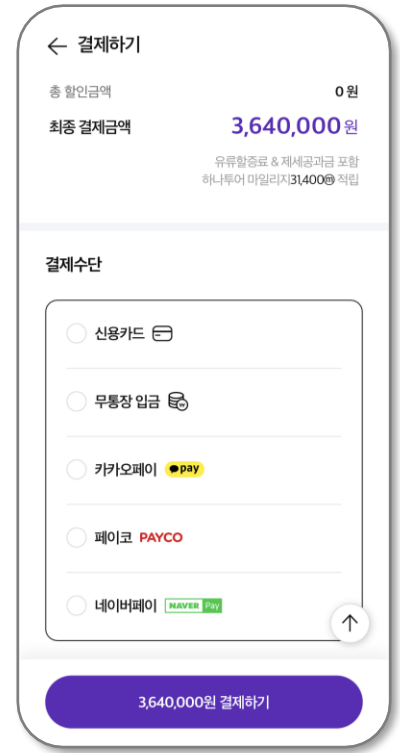 결제하기
총 할인금액 0원
최종 결제금액 3,640,000원
유류할증료 & 제세공과금 포함
하나투어 마일리지31,400ⓜ 적립
결제수단
신용카드
무통장 입금 w
카카오페이 pay
페이코 PAYCO
네이버페이 NAVER Pay
3,640,000원 결제하기